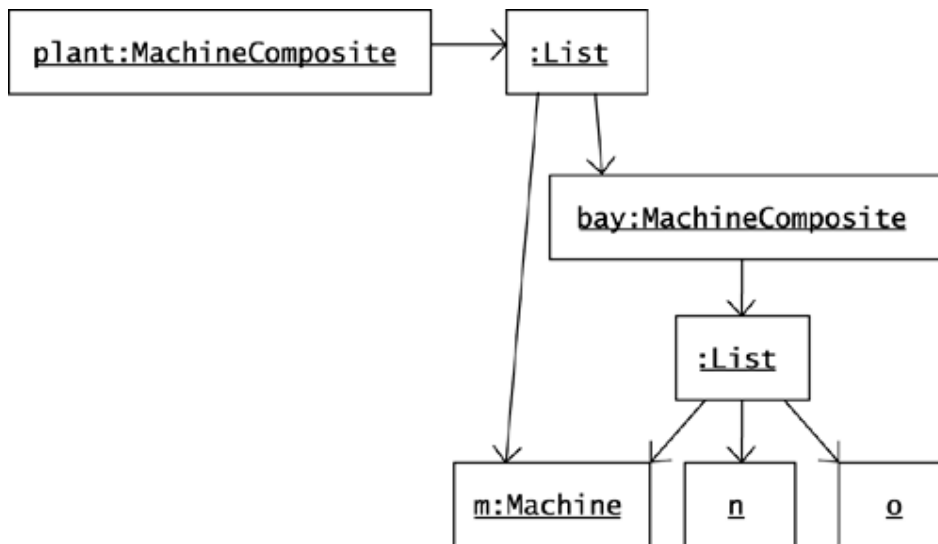 plant:MachineComposite
:List
bay:MachineComposite
:List
m:Machine
n
o